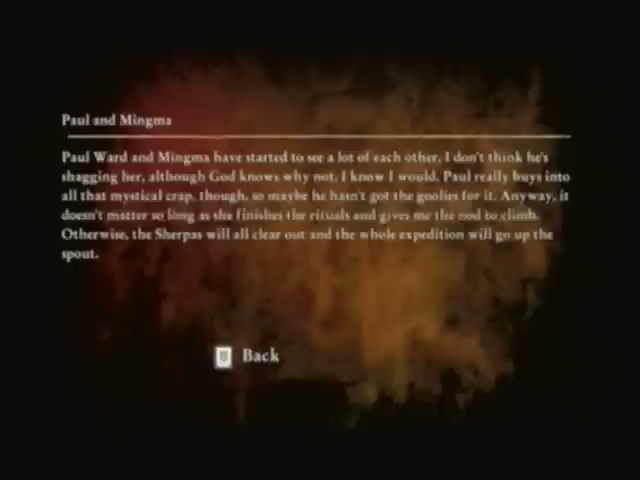 Paul and Mingma
Paul Ward and Mingma have started to see a lot of each other. I don't think he's
shagging her, although God knows why not. I know I would. Paul really buys into
all that mystical crap, though, so maybe he hasn't got the goolies for it. Anyway, it
doesn't matter so long as she finishes the rituals and gives me the nod to climb.
Otherwise, the Sherpas will all clear out and the whole expedition will go up the
spout.
Back